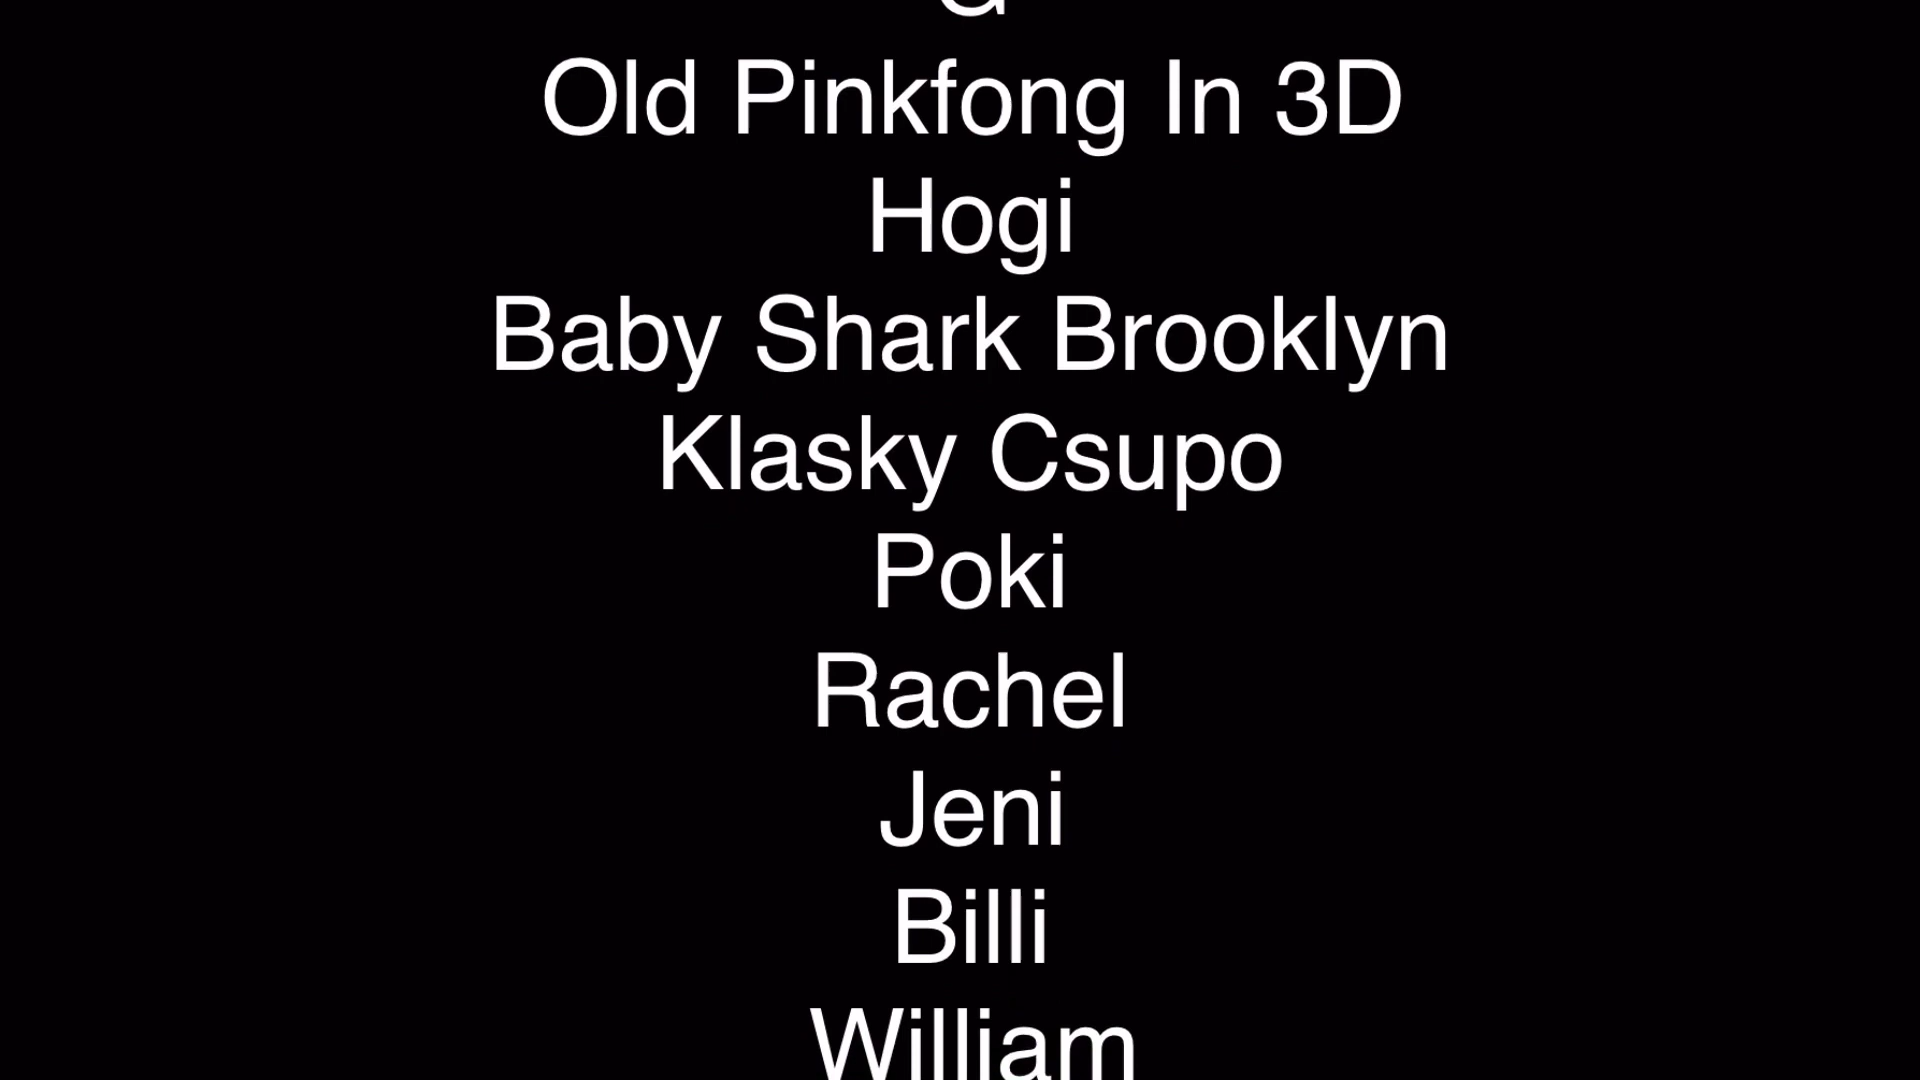 Old Pinkfong In 3D
Hogi
Baby Shark Brooklyn
Klasky Csupo
Poki
Rachel
Jeni
Billi
William